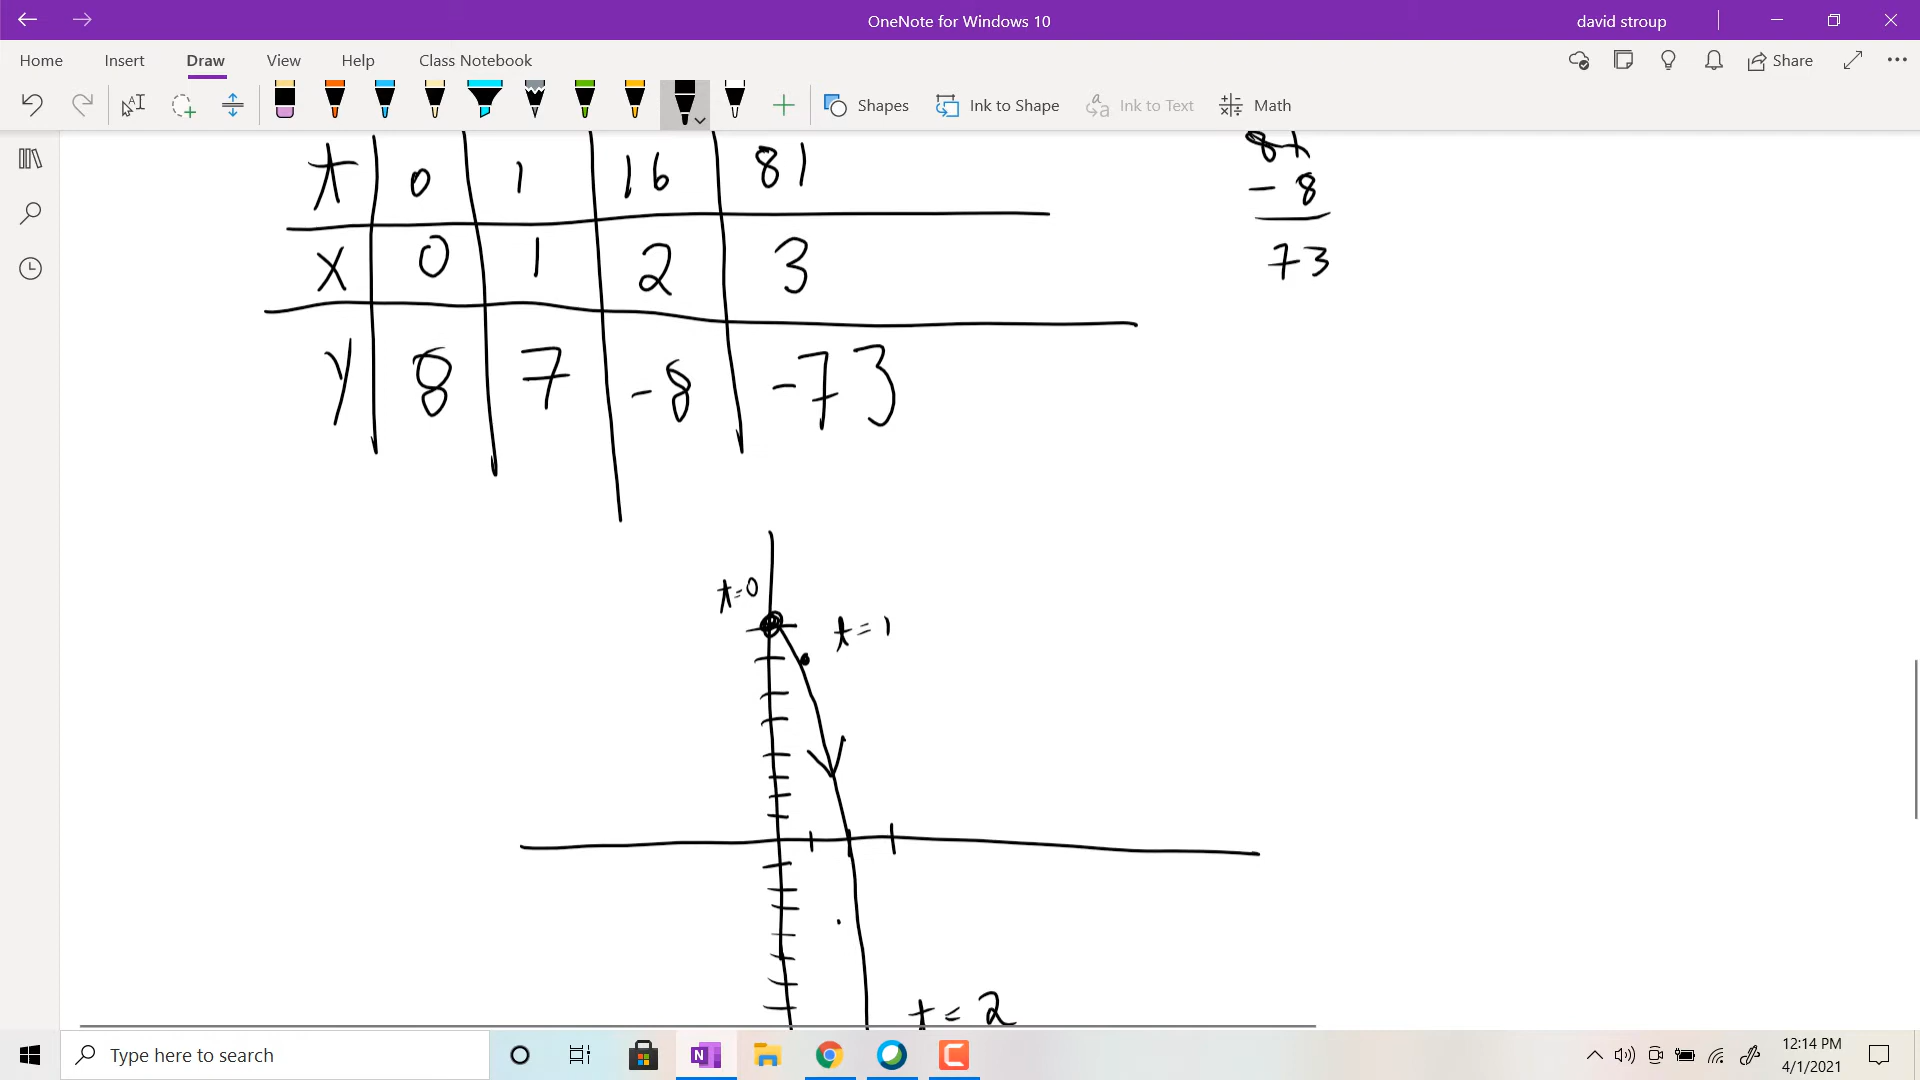 OneNote for Windows 10
david stroup
Home Insert Draw View Help Class Notebook
Share
Shapes Ink to Shape Ink to Text Math
t 0 1 16 81
x 0 1 2 3
y 8 7 -8 -73
81
- 8
73
t=0
t=1
t=2
Type here to search
12:14 PM
4/1/2021